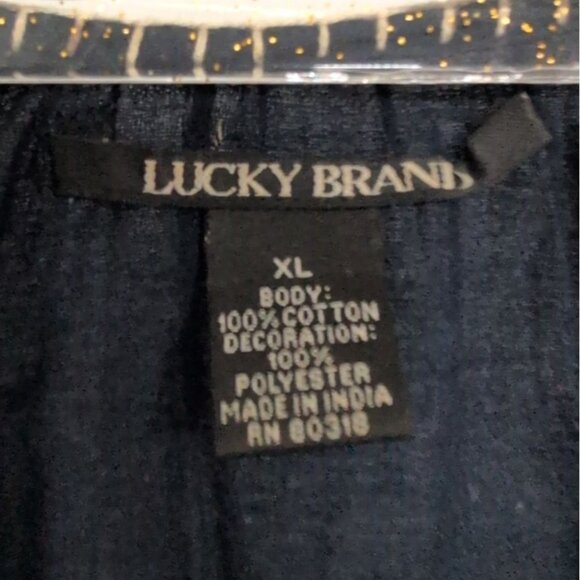 LUCKY BRAND
XL
BODY:
100% COTTON
DECORATION:
100%
POLYESTER
MADE IN INDIA
RN 80318